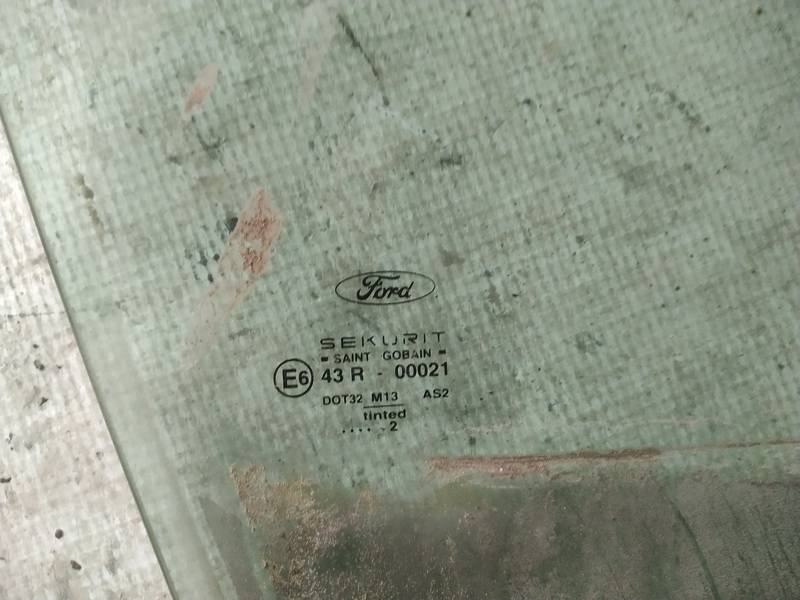 Ford
SEKURIT
SAINT GOBAIN
E6 43 R - 00021
DOT32 M13 AS2
tinted
.... - 2